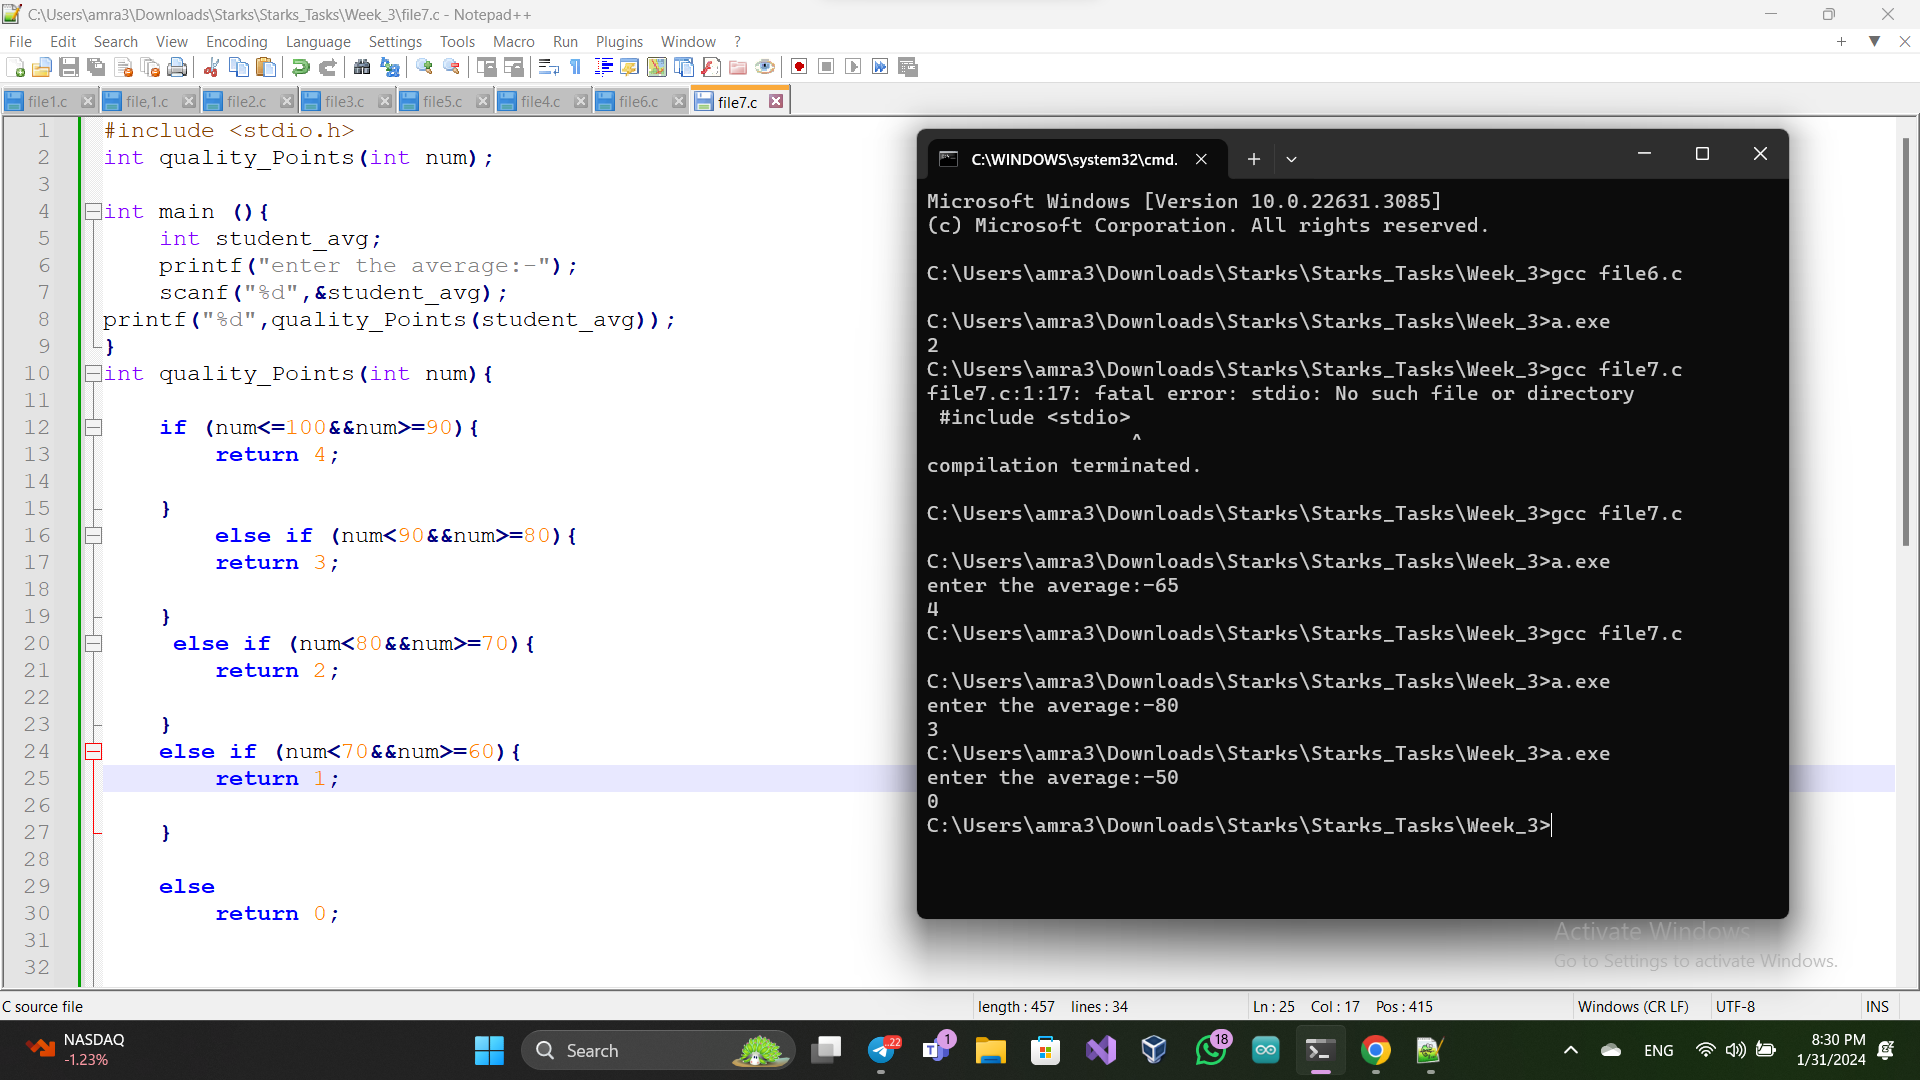 C:\Users\amra3\Downloads\Starks\Starks_Tasks\Week_3\file7.c - Notepad++
File Edit Search View Encoding Language Settings Tools Macro Run Plugins Window ?
file1.c file,1.c file2.c file3.c file5.c file4.c file6.c file7.c
1 #include <stdio.h>
2 int quality_Points(int num);
3
4 int main (){
5 int student_avg;
6 printf("enter the average:-");
7 scanf("%d",&student_avg);
8 printf("%d",quality_Points(student_avg));
9 }
10 int quality_Points(int num){
11
12 if (num<=100&&num>=90){
13 return 4;
14
15 }
16 else if (num<90&&num>=80){
17 return 3;
18
19 }
20 else if (num<80&&num>=70){
21 return 2;
22
23 }
24 else if (num<70&&num>=60){
25 return 1;
26
27 }
28
29 else
30 return 0;
31
32
C:\WINDOWS\system32\cmd.
Microsoft Windows [Version 10.0.22631.3085]
(c) Microsoft Corporation. All rights reserved.
C:\Users\amra3\Downloads\Starks\Starks_Tasks\Week_3>gcc file6.c
C:\Users\amra3\Downloads\Starks\Starks_Tasks\Week_3>a.exe
2
C:\Users\amra3\Downloads\Starks\Starks_Tasks\Week_3>gcc file7.c
file7.c:1:17: fatal error: stdio: No such file or directory
#include <stdio>
^
compilation terminated.
C:\Users\amra3\Downloads\Starks\Starks_Tasks\Week_3>gcc file7.c
C:\Users\amra3\Downloads\Starks\Starks_Tasks\Week_3>a.exe
enter the average:-65
4
C:\Users\amra3\Downloads\Starks\Starks_Tasks\Week_3>gcc file7.c
C:\Users\amra3\Downloads\Starks\Starks_Tasks\Week_3>a.exe
enter the average:-80
3
C:\Users\amra3\Downloads\Starks\Starks_Tasks\Week_3>a.exe
enter the average:-50
0
C:\Users\amra3\Downloads\Starks\Starks_Tasks\Week_3>
Activate Windows
Go to Settings to activate Windows.
C source file length : 457 lines : 34 Ln : 25 Col : 17 Pos : 415 Windows (CR LF) UTF-8 INS
NASDAQ
-1.23%
Search
22
1
18
ENG
8:30 PM
1/31/2024